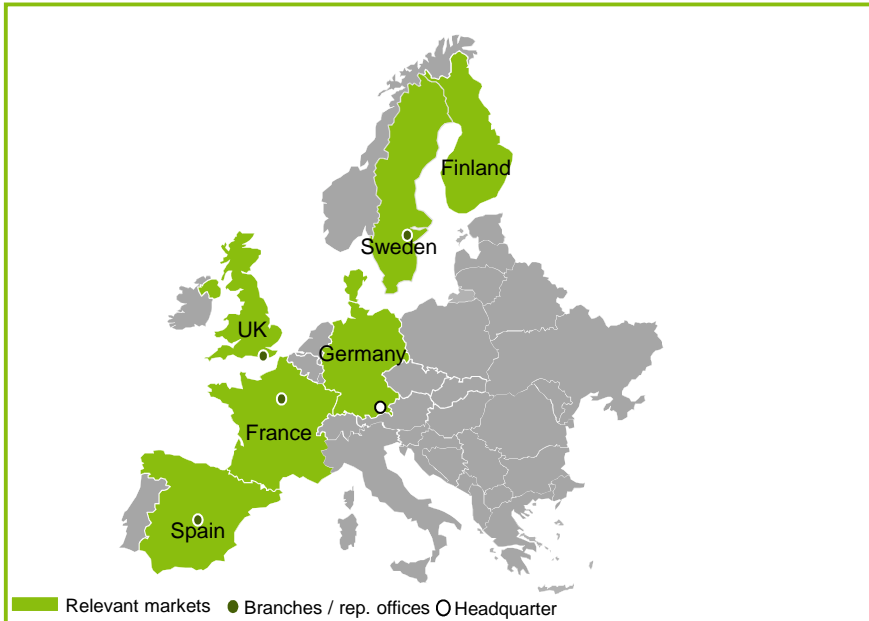 Finland
Sweden
UK
Germany
France
Spain
Relevant markets
Branches / rep. offices
Headquarter